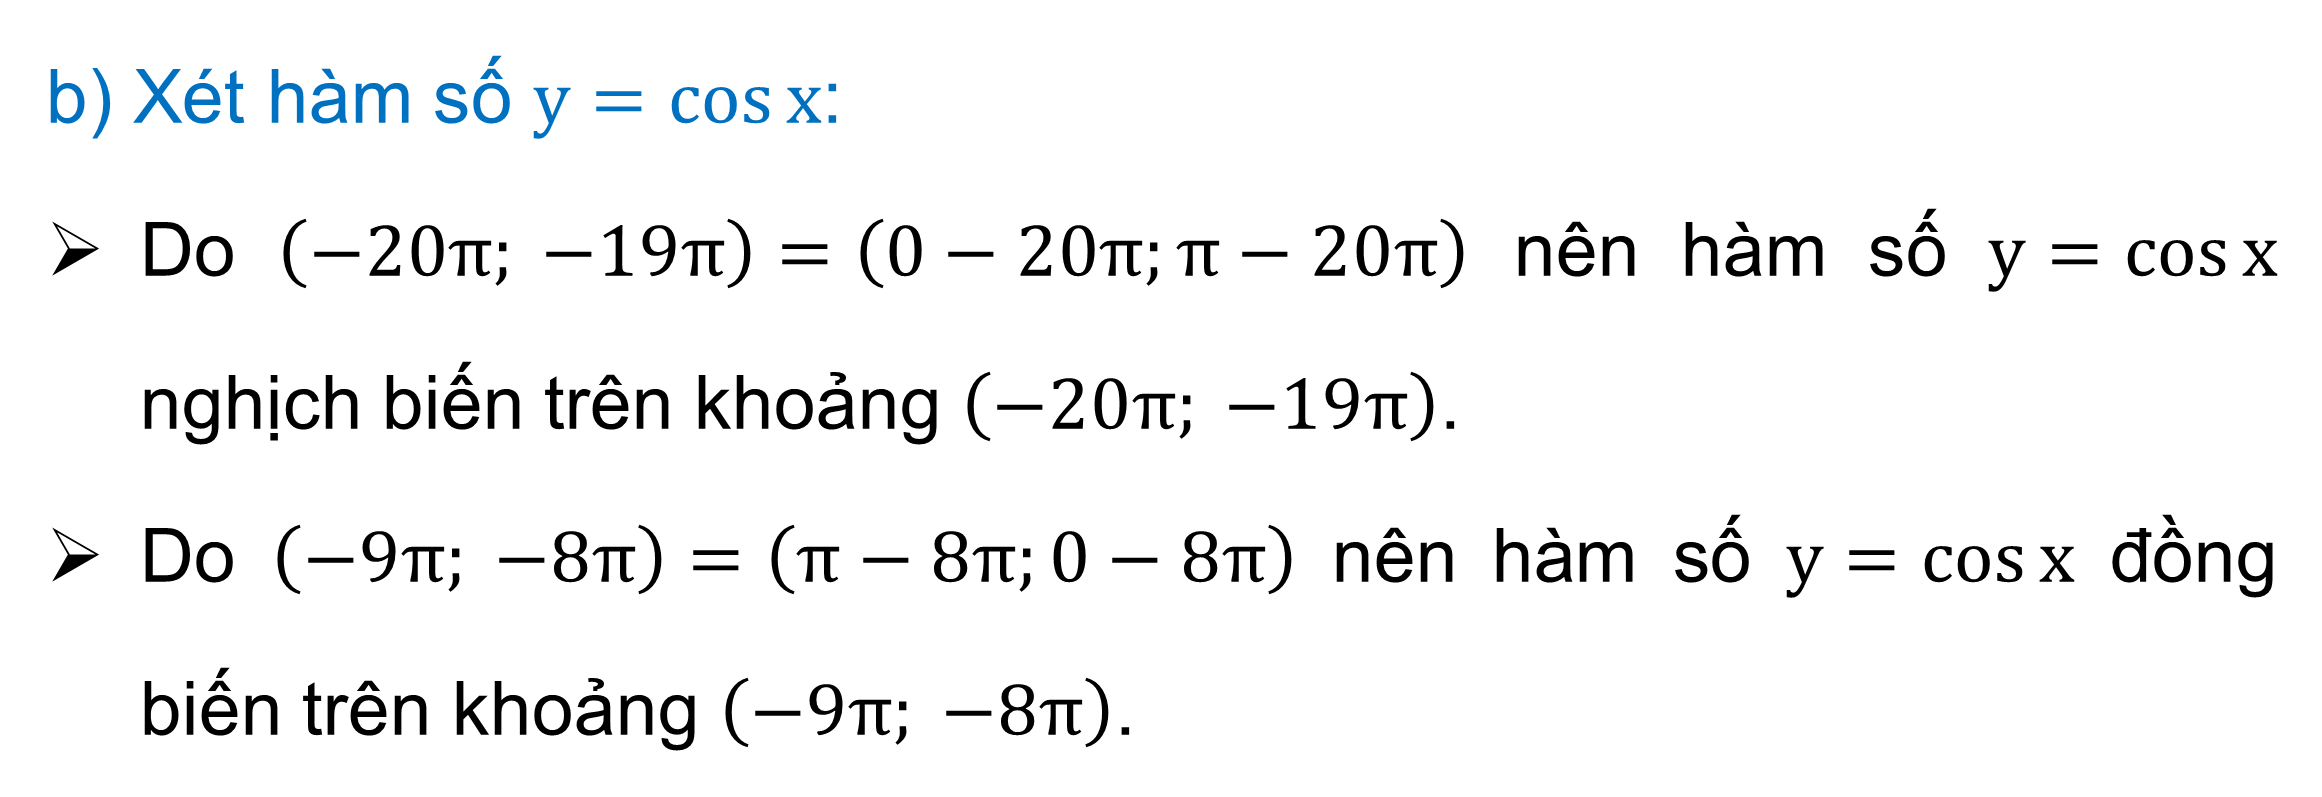 b) Xét hàm số y = cos x:
➢ Do (−20π; −19π) = (0 − 20π; π − 20π) nên hàm số y = cos x
nghịch biến trên khoảng (−20π; −19π).
➢ Do (−9π; −8π) = (π − 8π; 0 − 8π) nên hàm số y = cos x đồng
biến trên khoảng (−9π; −8π).